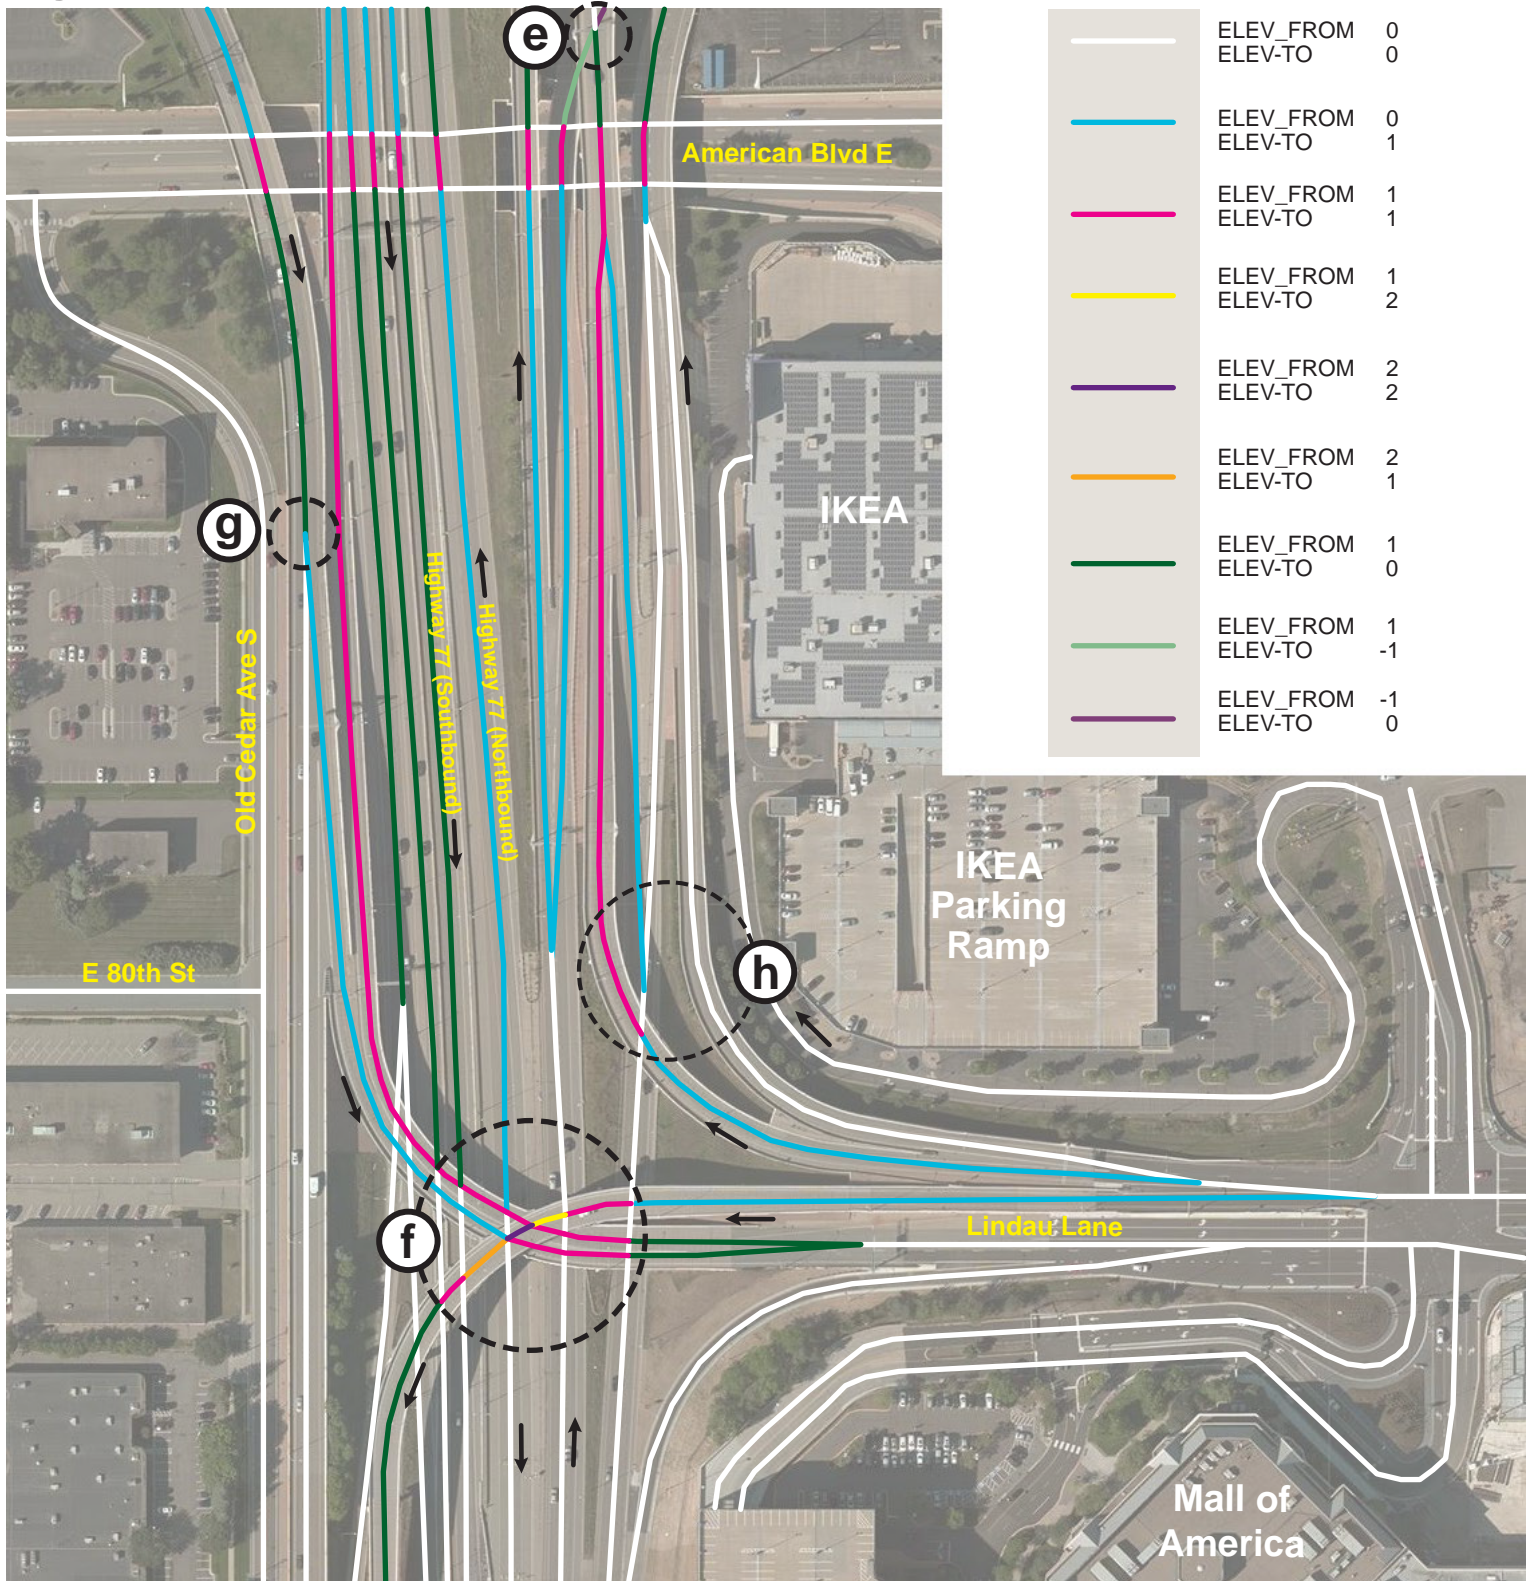 e
American Blvd E
ELEV_FROM 0
ELEV-TO 0
ELEV_FROM 0
ELEV-TO 1
ELEV_FROM 1
ELEV-TO 1
ELEV_FROM 1
ELEV-TO 2
ELEV_FROM 2
ELEV-TO 2
ELEV_FROM 2
ELEV-TO 1
ELEV_FROM 1
ELEV-TO 0
ELEV_FROM 1
ELEV-TO -1
ELEV_FROM -1
ELEV-TO 0
IKEA
g
Old Cedar Ave S
Highway 77 (Southbound)
Highway 77 (Northbound)
IKEA
Parking
Ramp
E 80th St
h
f
Lindau Lane
Mall of
America